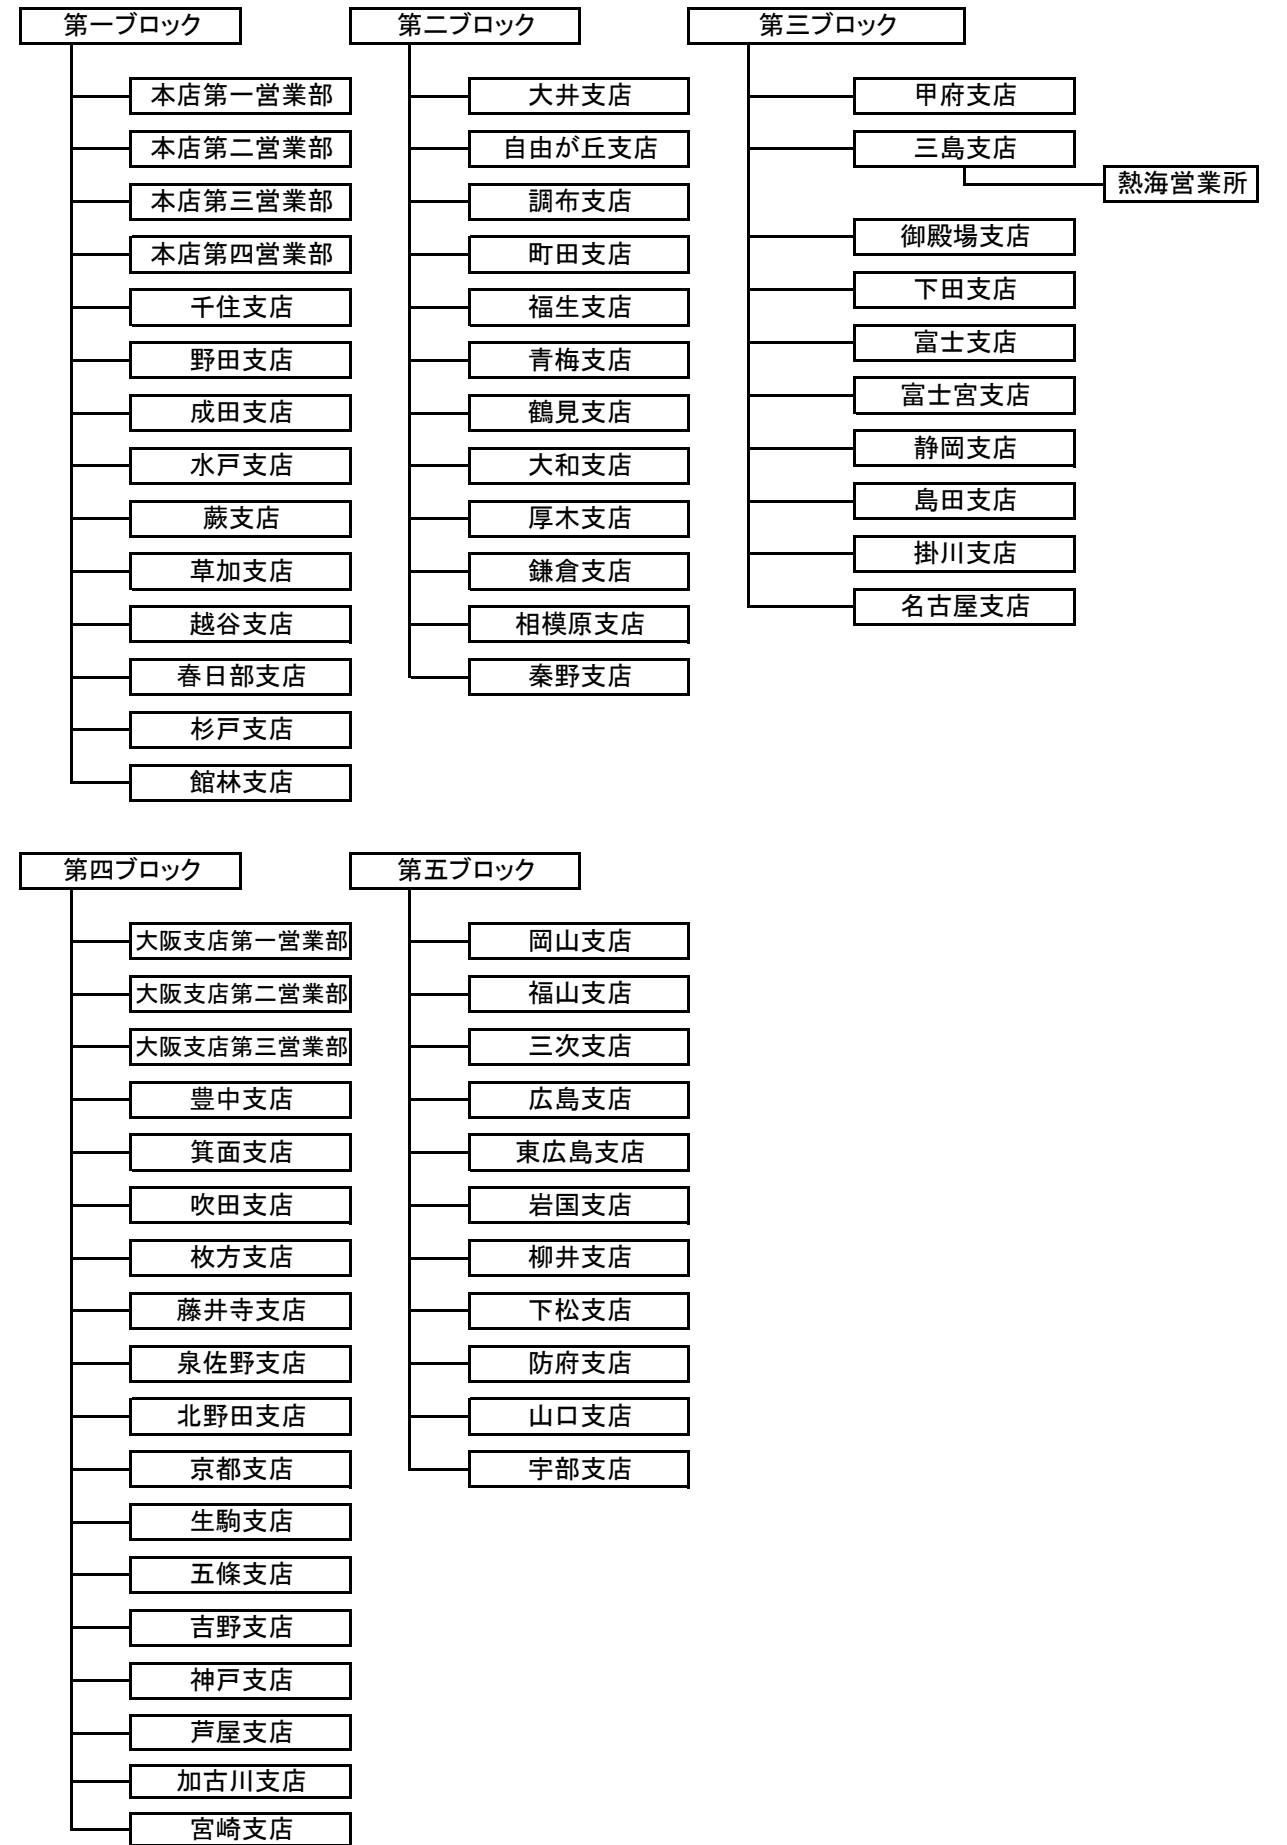 第一ブロック
本店第一営業部
本店第二営業部
本店第三営業部
本店第四営業部
千住支店
野田支店
成田支店
水戸支店
蕨支店
草加支店
越谷支店
春日部支店
杉戸支店
館林支店
第二ブロック
大井支店
自由が丘支店
調布支店
町田支店
福生支店
青梅支店
鶴見支店
大和支店
厚木支店
鎌倉支店
相模原支店
秦野支店
第三ブロック
甲府支店
三島支店
熱海営業所
御殿場支店
下田支店
富士支店
富士宮支店
静岡支店
島田支店
掛川支店
名古屋支店
第四ブロック
大阪支店第一営業部
大阪支店第二営業部
大阪支店第三営業部
豊中支店
箕面支店
吹田支店
枚方支店
藤井寺支店
泉佐野支店
北野田支店
京都支店
生駒支店
五條支店
吉野支店
神戸支店
芦屋支店
加古川支店
宮崎支店
第五ブロック
岡山支店
福山支店
三次支店
広島支店
東広島支店
岩国支店
柳井支店
下松支店
防府支店
山口支店
宇部支店